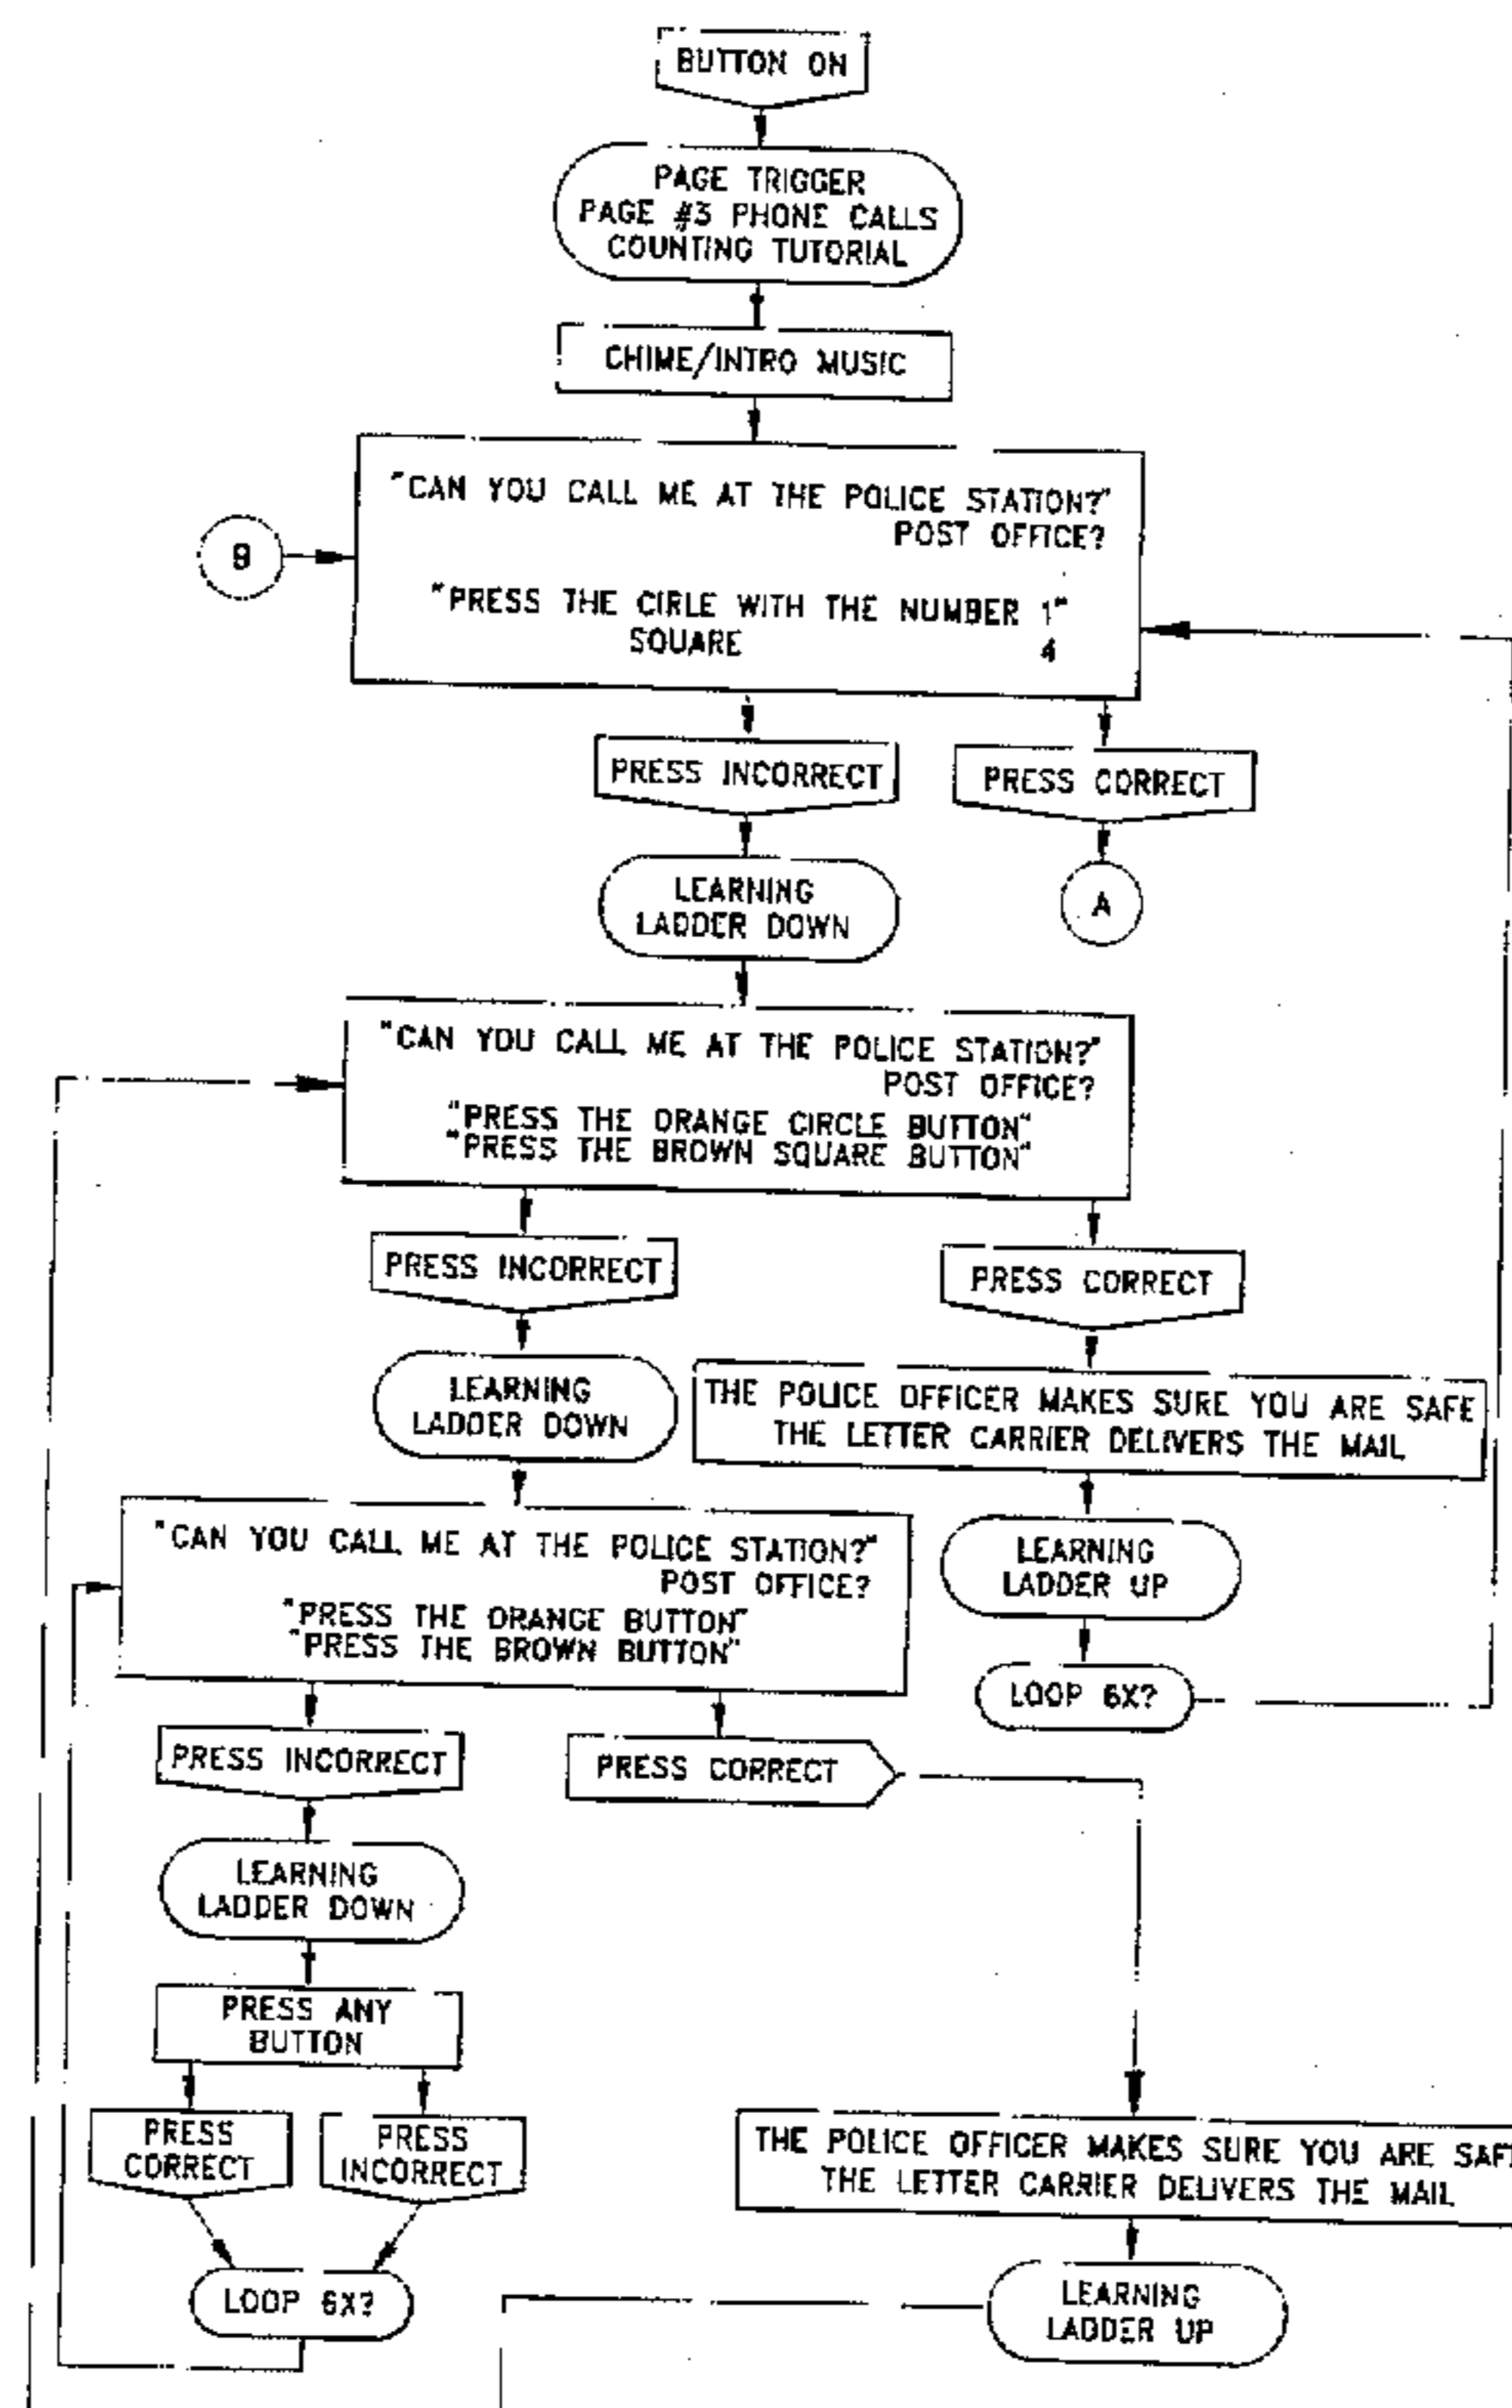 BUTTON ON
PAGE TRIGGER
PAGE #3 PHONE CALLS
COUNTING TUTORIAL
CHIME/INTRO MUSIC
"CAN YOU CALL ME AT THE POLICE STATION?"
POST OFFICE?
B
"PRESS THE CIRLE WITH THE NUMBER 1"
SQUARE 4
PRESS INCORRECT
PRESS CORRECT
LEARNING
LADDER DOWN
A
"CAN YOU CALL ME AT THE POLICE STATION?"
POST OFFICE?
"PRESS THE ORANGE CIRCLE BUTTON"
"PRESS THE BROWN SQUARE BUTTON"
PRESS INCORRECT
PRESS CORRECT
LEARNING
LADDER DOWN
THE POLICE OFFICER MAKES SURE YOU ARE SAFE
THE LETTER CARRIER DELIVERS THE MAIL
"CAN YOU CALL ME AT THE POLICE STATION?"
POST OFFICE?
"PRESS THE ORANGE BUTTON"
"PRESS THE BROWN BUTTON"
LEARNING
LADDER UP
LOOP 6X?
PRESS INCORRECT
PRESS CORRECT
LEARNING
LADDER DOWN
PRESS ANY
BUTTON
PRESS
CORRECT
PRESS
INCORRECT
LOOP 6X?
THE POLICE OFFICER MAKES SURE YOU ARE SAF
THE LETTER CARRIER DELIVERS THE MAIL
LEARNING
LADDER UP